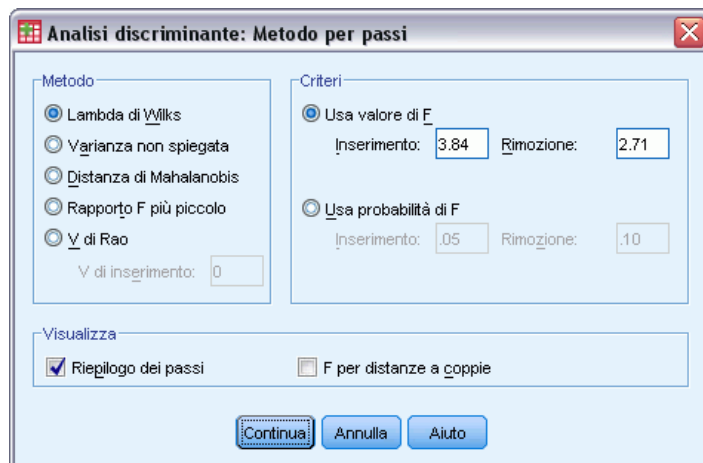 Analisi discriminante: Metodo per passi
Metodo
Lambda di Wilks
Varianza non spiegata
Distanza di Mahalanobis
Rapporto F più piccolo
V di Rao
V di inserimento: 0
Criteri
Usa valore di F
Inserimento: 3.84 Rimozione: 2.71
Usa probabilità di F
Inserimento: .05 Rimozione: .10
Visualizza
Riepilogo dei passi F per distanze a coppie
Continua Annulla Aiuto